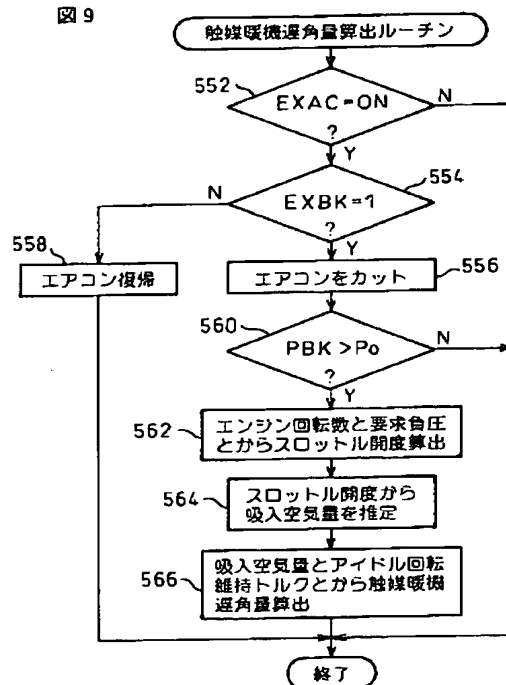 図9
触媒暖機遅角量算出ルーチン
552
EXAC=ON
?
N
Y
554
EXBK=1
?
N
Y
558
エアコン復帰
エアコンをカット
556
560
PBK>Po
?
N
Y
562
エンジン回転数と要求負圧
とからスロットル開度算出
564
スロットル開度から
吸入空気量を推定
566
吸入空気量とアイドル回転
維持トルクとから触媒暖機
遅角量算出
終了